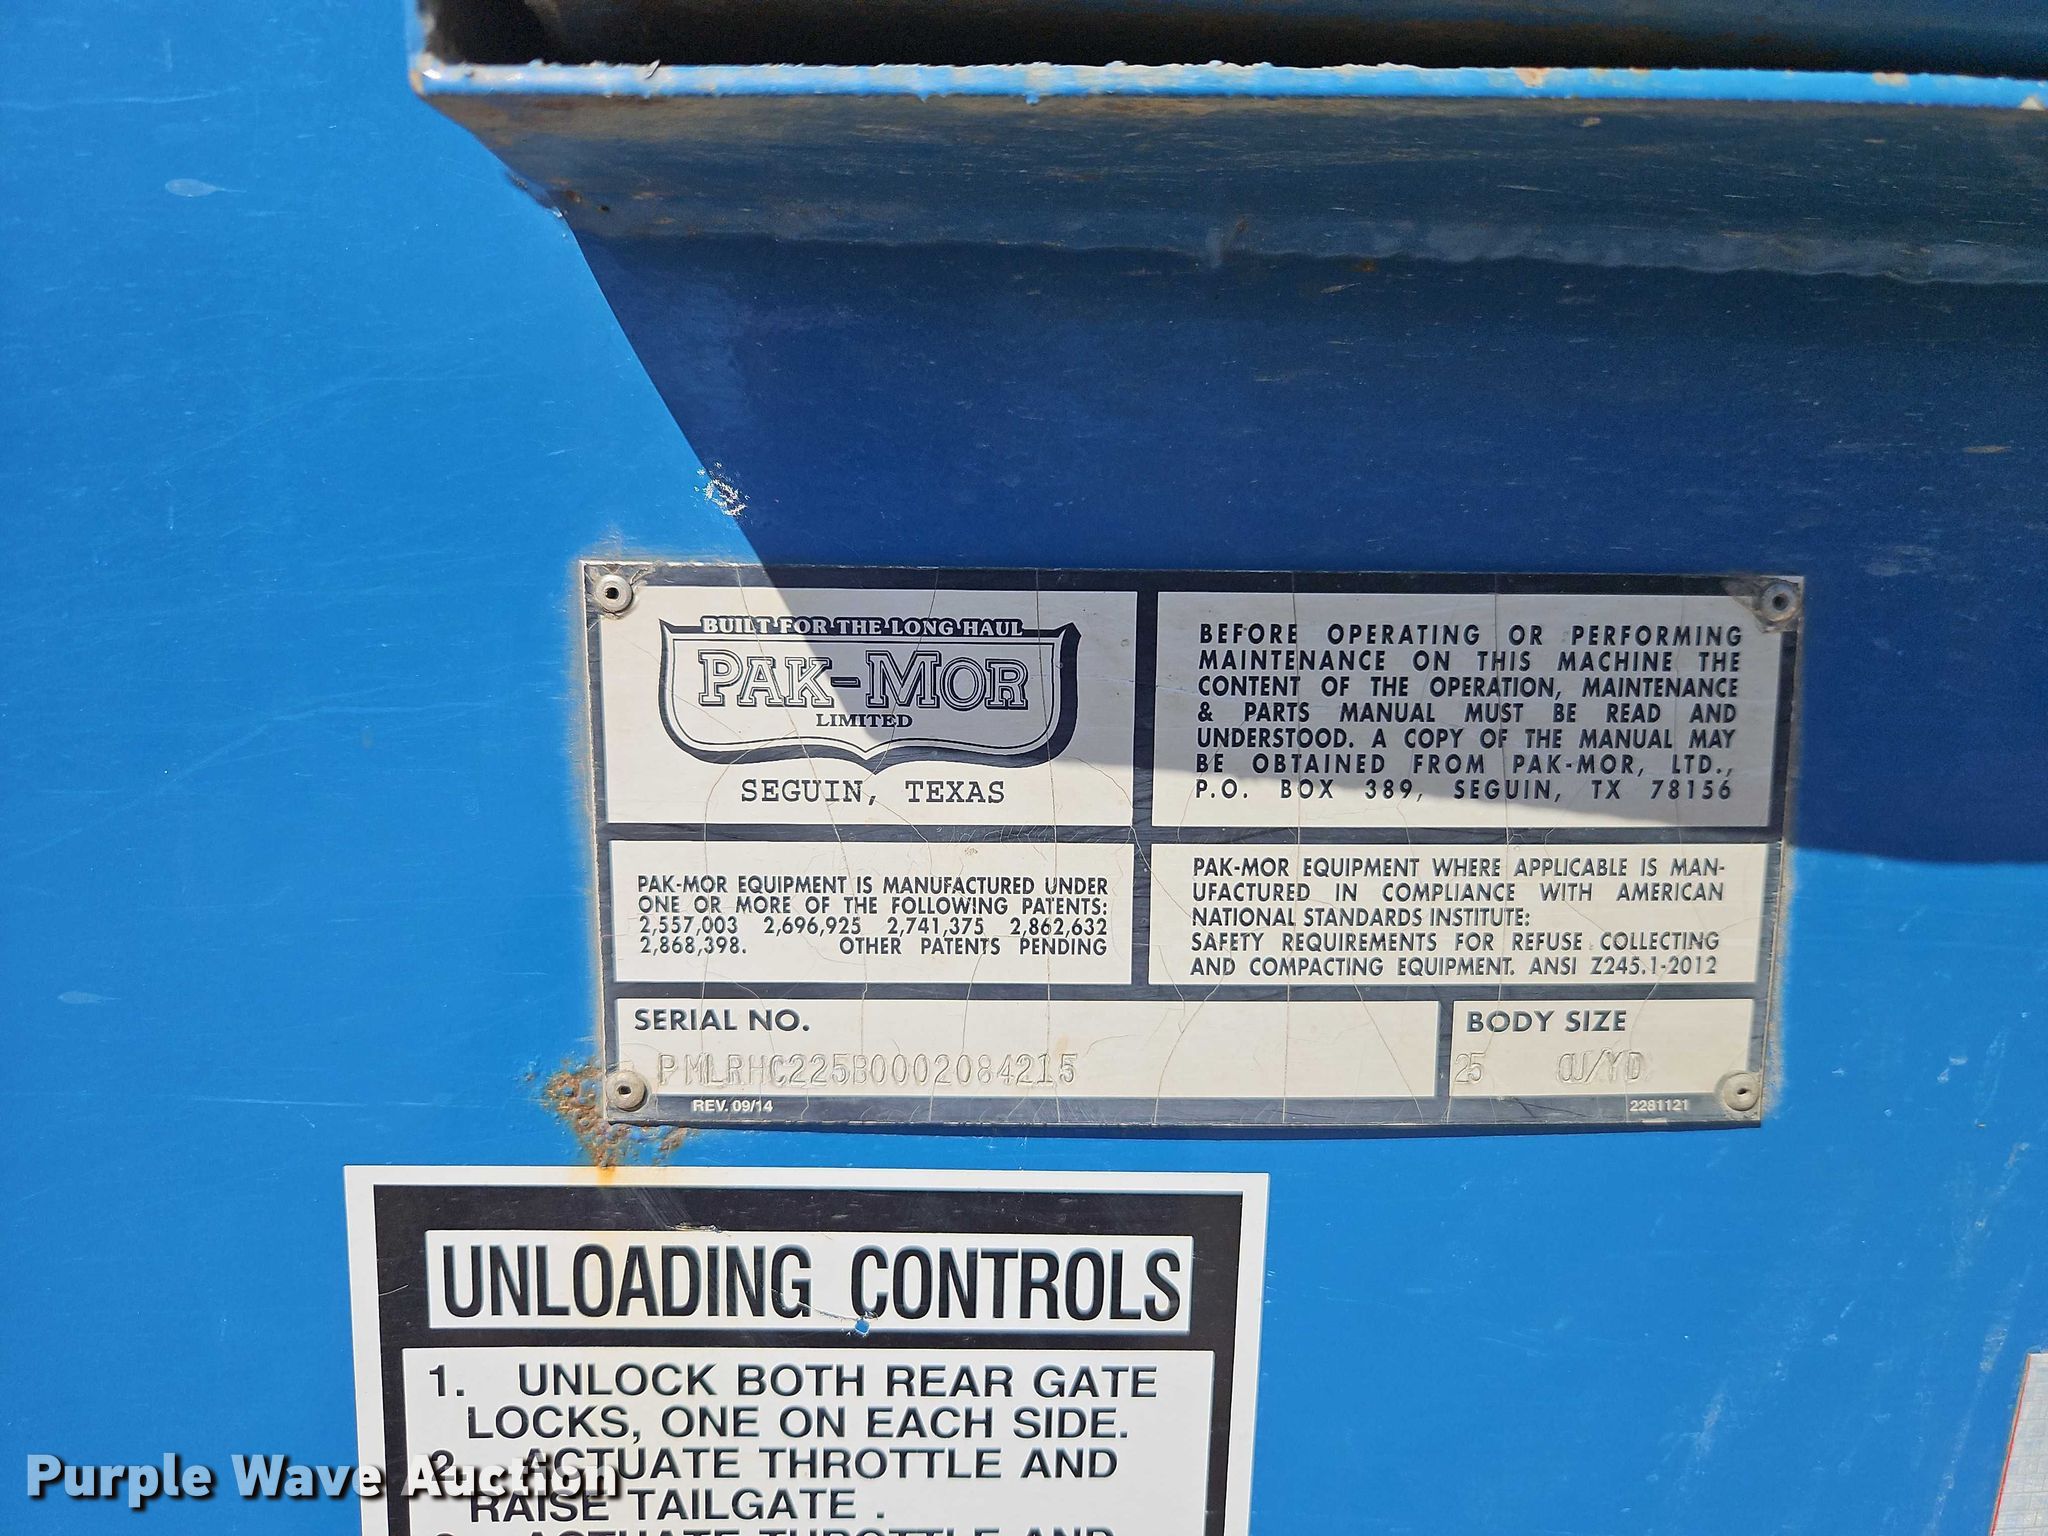 BUILT FOR THE LONG HAUL
PAK-MOR
LIMITED
SEGUIN, TEXAS
BEFORE OPERATING OR PERFORMING
MAINTENANCE ON THIS MACHINE THE
CONTENT OF THE OPERATION, MAINTENANCE
& PARTS MANUAL MUST BE READ AND
UNDERSTOOD. A COPY OF THE MANUAL MAY
BE OBTAINED FROM PAK-MOR, LTD.,
P.O. BOX 389, SEGUIN, TX 78156
PAK-MOR EQUIPMENT IS MANUFACTURED UNDER
ONE OR MORE OF THE FOLLOWING PATENTS:
2,557,003 2,696,925 2,741,375 2,862,632
2,868,398. OTHER PATENTS PENDING
PAK-MOR EQUIPMENT WHERE APPLICABLE IS MAN-
UFACTURED IN COMPLIANCE WITH AMERICAN
NATIONAL STANDARDS INSTITUTE:
SAFETY REQUIREMENTS FOR REFUSE COLLECTING
AND COMPACTING EQUIPMENT. ANSI Z245.1-2012
SERIAL NO.
PMLRHC225B0002084215
REV. 09/14
BODY SIZE
25 CU/YD
2281121
UNLOADING CONTROLS
1. UNLOCK BOTH REAR GATE
LOCKS, ONE ON EACH SIDE.
2. ACTUATE THROTTLE AND
RAISE TAILGATE .
3. ACTUATE THROTTLE AND
Purple Wave Auction